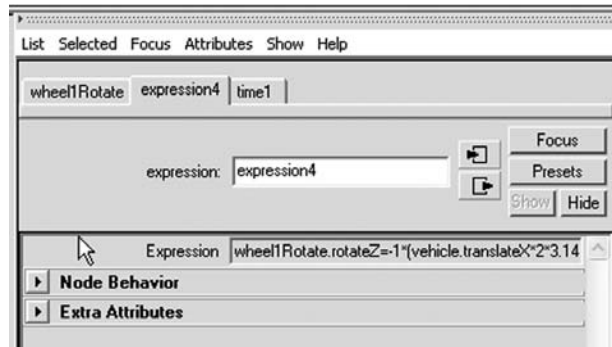 List Selected Focus Attributes Show Help
wheel1Rotate expression4 time1
Focus
expression: expression4
Presets
Show Hide
Expression wheel1Rotate.rotateZ=-1*(vehicle.translateX*2*3.14
Node Behavior
Extra Attributes